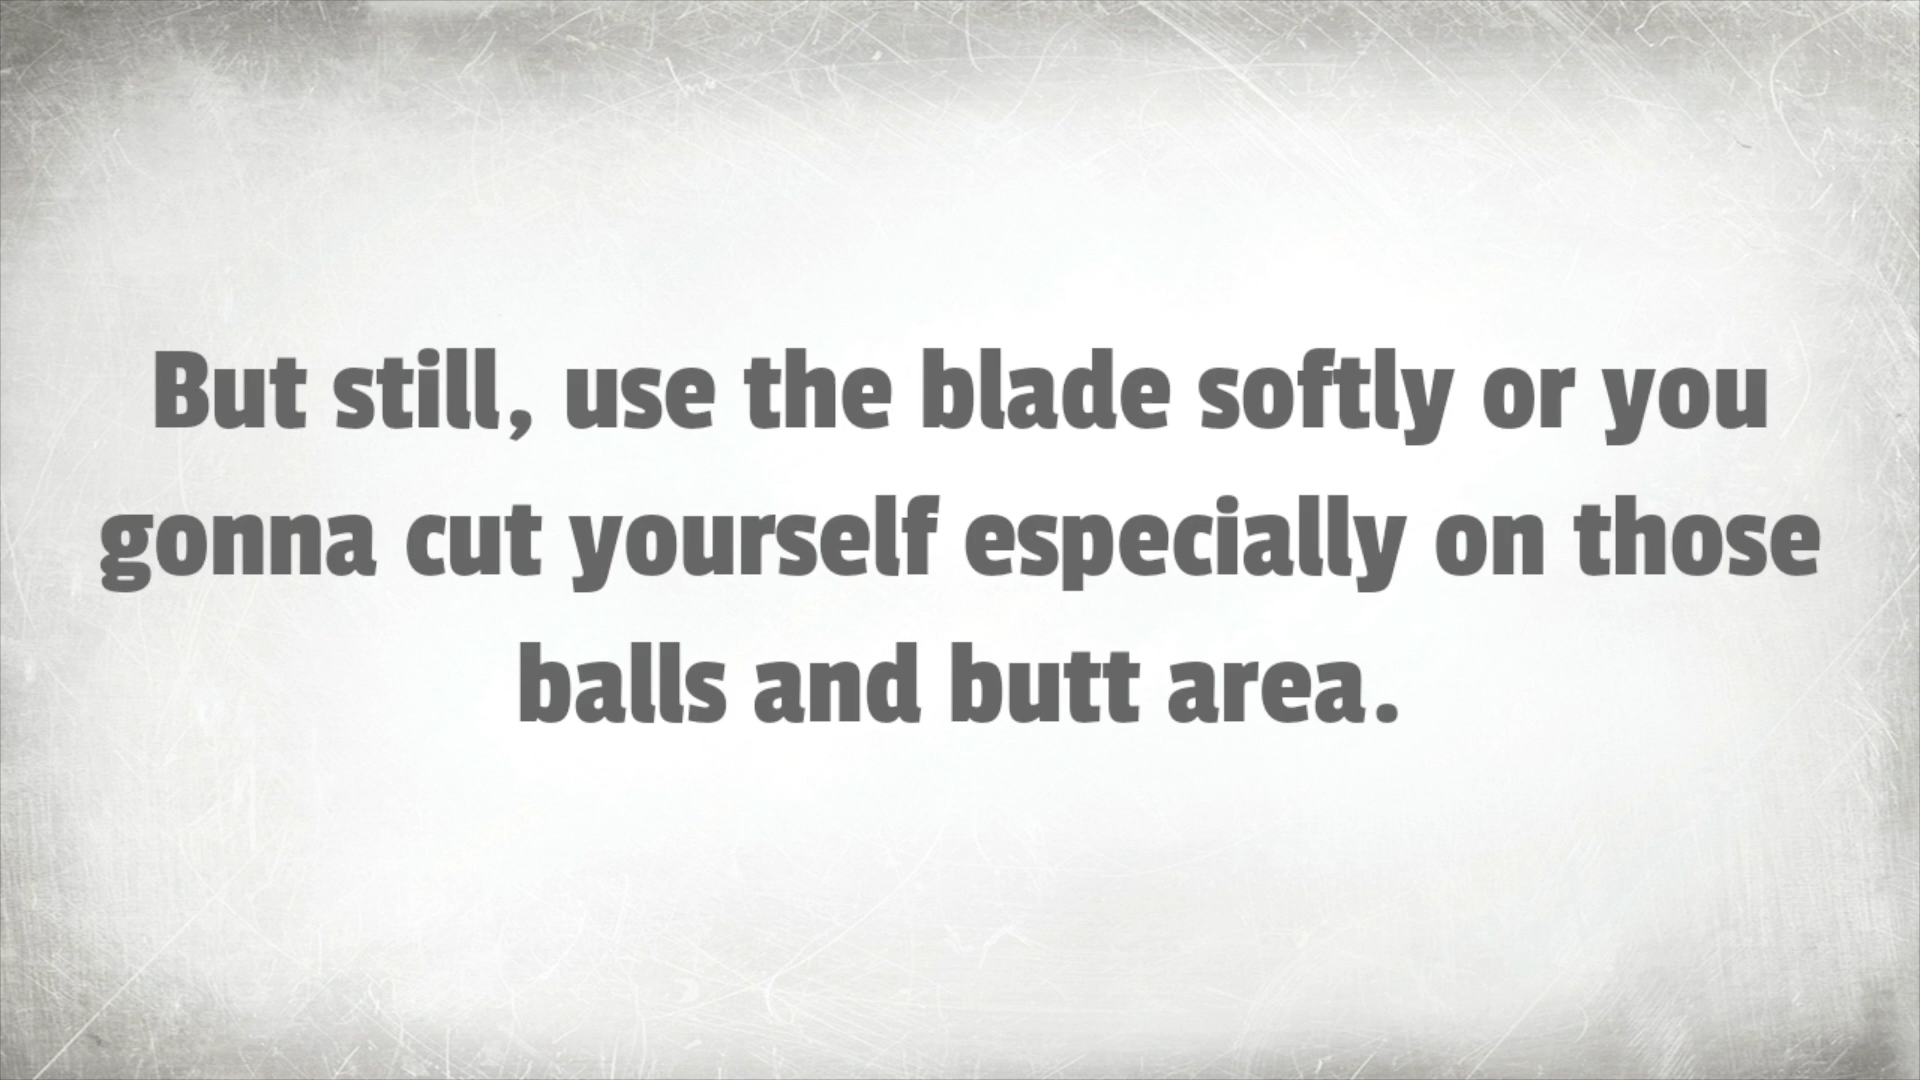 But still, use the blade softly or you
gonna cut yourself especially on those
balls and butt area.